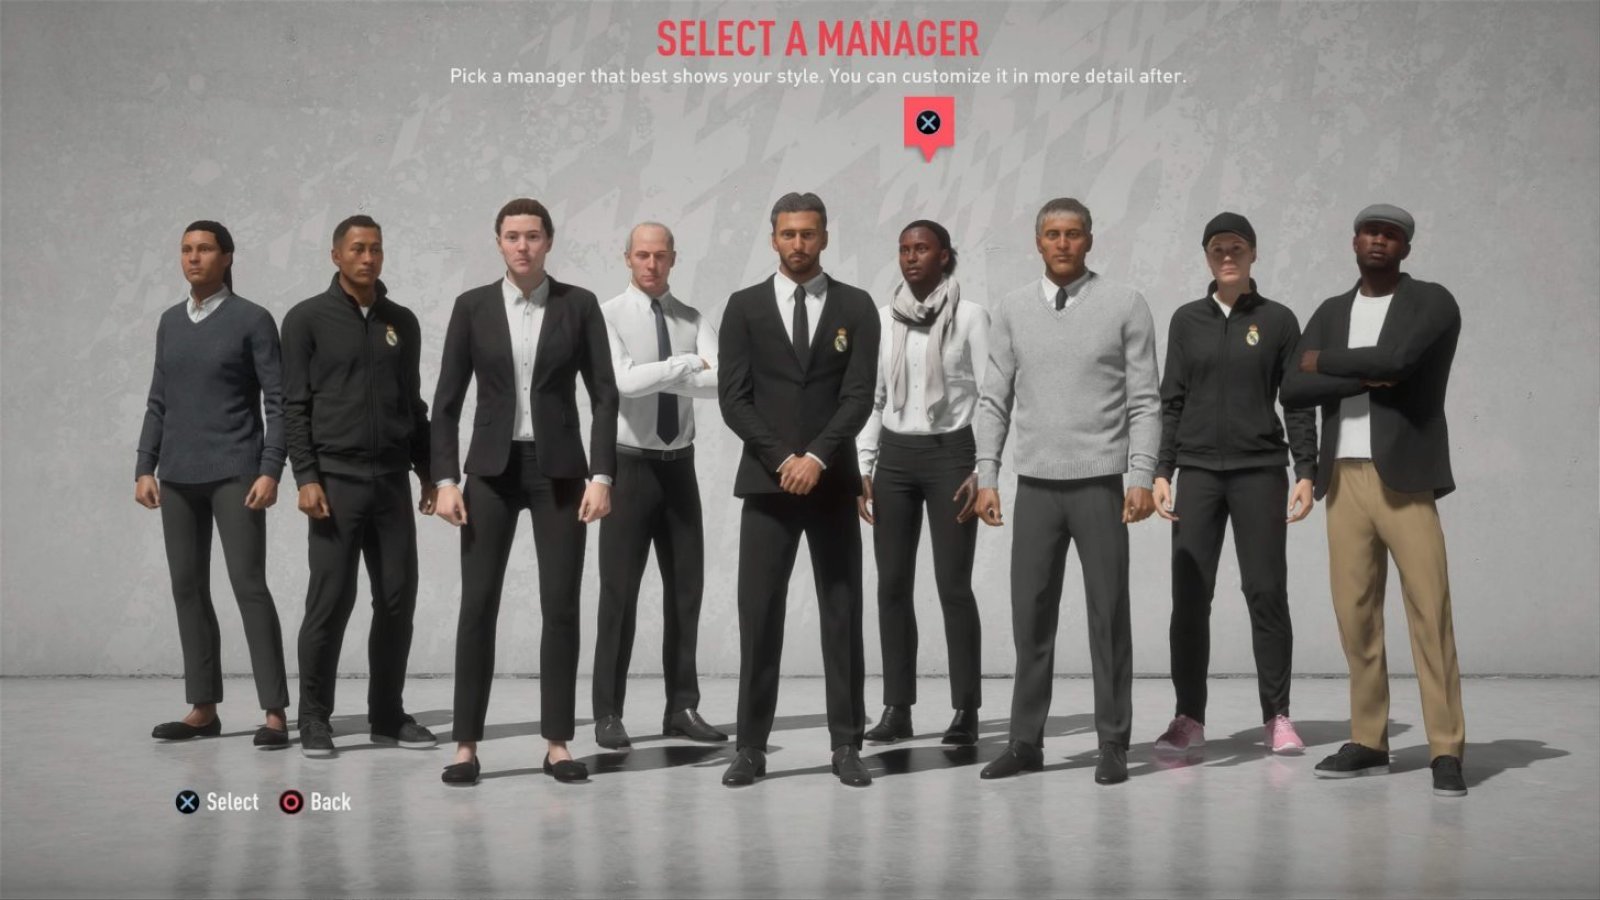 SELECT A MANAGER
Pick a manager that best shows your style. You can customize it in more detail after.
Select
Back